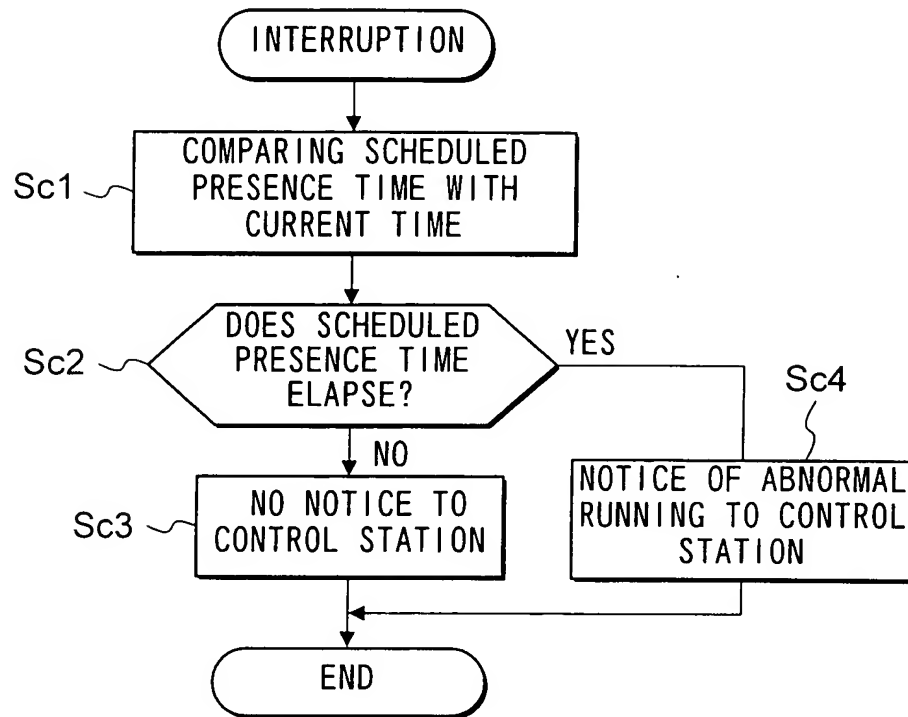 INTERRUPTION
Sc1
COMPARING SCHEDULED
PRESENCE TIME WITH
CURRENT TIME
Sc2
DOES SCHEDULED
PRESENCE TIME
ELAPSE?
YES
NO
Sc3
NO NOTICE TO
CONTROL STATION
Sc4
NOTICE OF ABNORMAL
RUNNING TO CONTROL
STATION
END